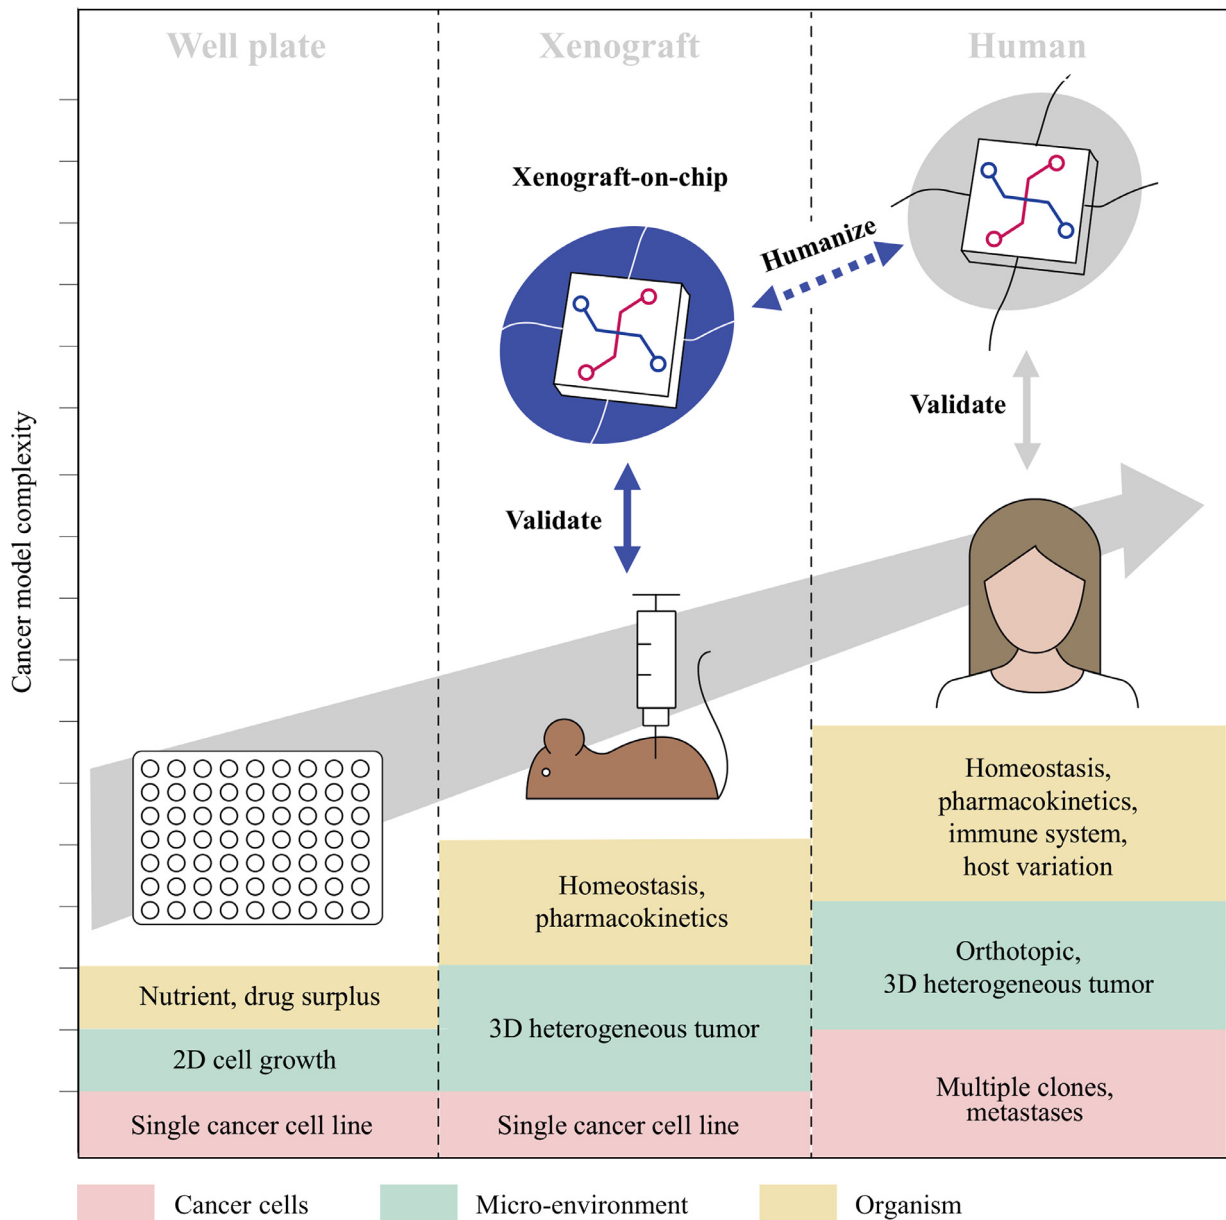 Well plate
Xenograft
Human
Xenograft-on-chip
Humanize
Validate
Validate
Cancer model complexity
Nutrient, drug surplus
2D cell growth
Single cancer cell line
Homeostasis,
pharmacokinetics
3D heterogeneous tumor
Single cancer cell line
Homeostasis,
pharmacokinetics,
immune system,
host variation
Orthotopic,
3D heterogeneous tumor
Multiple clones,
metastases
Cancer cells
Micro-environment
Organism